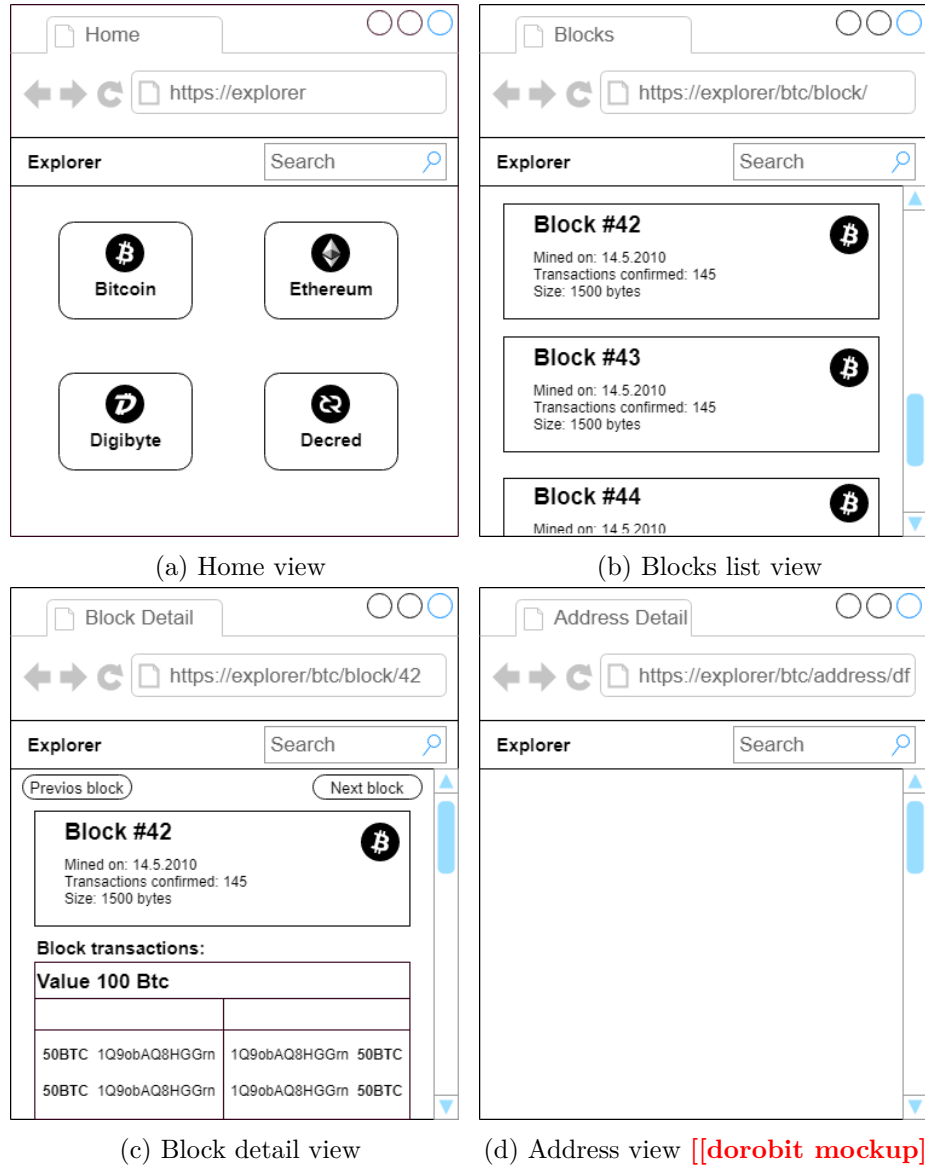 Home
https://explorer
Explorer
Search
Bitcoin
Ethereum
Digibyte
Decred
(a) Home view
Blocks
https://explorer/btc/block/
Explorer
Search
Block #42
Mined on: 14.5.2010
Transactions confirmed: 145
Size: 1500 bytes
Block #43
Mined on: 14.5.2010
Transactions confirmed: 145
Size: 1500 bytes
Block #44
Mined on: 14.5.2010
(b) Blocks list view
Block Detail
https://explorer/btc/block/42
Explorer
Search
Previos block
Next block
Block #42
Mined on: 14.5.2010
Transactions confirmed: 145
Size: 1500 bytes
Block transactions:
Value 100 Btc
50BTC 1Q9obAQ8HGGrn 1Q9obAQ8HGGrn 50BTC
50BTC 1Q9obAQ8HGGrn 1Q9obAQ8HGGrn 50BTC
(c) Block detail view
Address Detail
https://explorer/btc/address/df
Explorer
Search
(d) Address view [[dorobit mockup]